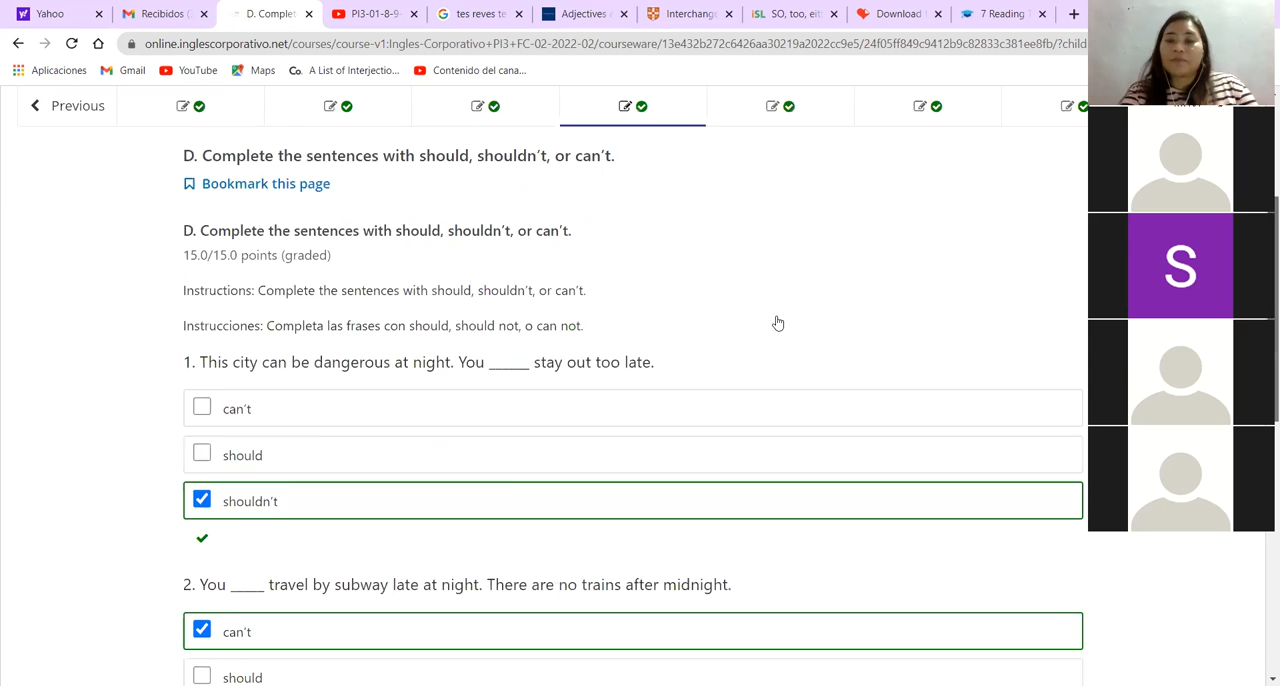 Yahoo
Recibidos (
D. Complet
PI3-01-8-9-
tes reves te
Adjectives
Interchang
SO, too, eit
Download
7 Reading
online.inglescorporativo.net/courses/course-v1:Ingles-Corporativo+PI3+FC-02-2022-02/courseware/13e432b272c6426aa30219a2022cc9e5/24f05ff849c9412b9c82833c381ee8fb/?child
Aplicaciones
Gmail
YouTube
Maps
Co. A List of Interjectio...
Contenido del cana...
Previous
D. Complete the sentences with should, shouldn't, or can't.
Bookmark this page
D. Complete the sentences with should, shouldn't, or can't.
15.0/15.0 points (graded)
Instructions: Complete the sentences with should, shouldn't, or can't.
Instrucciones: Completa las frases con should, should not, o can not.
1. This city can be dangerous at night. You _____ stay out too late.
can't
should
shouldn't
S
2. You ____ travel by subway late at night. There are no trains after midnight.
can't
should